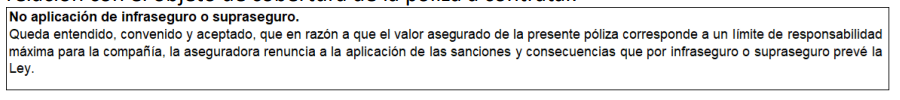 relación con el objeto de cobertura de la póliza a contratar.
No aplicación de infraseguro o supraseguro.
Queda entendido, convenido y aceptado, que en razón a que el valor asegurado de la presente póliza corresponde a un límite de responsabilidad
máxima para la compañía, la aseguradora renuncia a la aplicación de las sanciones y consecuencias que por infraseguro o supraseguro prevé la
Ley.